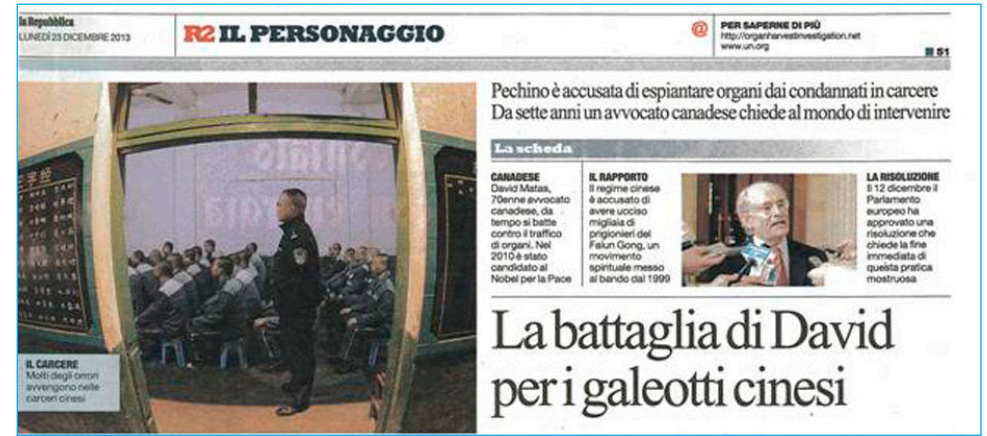 la Repubblica
LUNEDÌ 23 DICEMBRE 2013
R2 IL PERSONAGGIO
@
PER SAPERNE DI PIÙ
http://organharvestinvestigation.net
www.un.org
51
Pechino è accusata di espiantare organi dai condannati in carcere
Da sette anni un avvocato canadese chiede al mondo di intervenire
La scheda
CANADESE
David Matas,
70enne avvocato
canadese, da
tempo si batte
contro il traffico
di organi. Nel
2010 è stato
candidato al
Nobel per la Pace
IL RAPPORTO
Il regime cinese
è accusato di
avere ucciso
migliaia di
prigionieri del
Falun Gong, un
movimento
spirituale messo
al bando dal 1999
LA RISOLUZIONE
Il 12 dicembre il
Parlamento
europeo ha
approvato una
risoluzione che
chiede la fine
immediata di
questa pratica
mostruosa
三字经
IL CARCERE
Molti degli orrori
avvengono nelle
carceri cinesi
La battaglia di David
per i galeotti cinesi